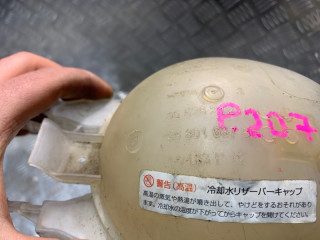 P.207
警告(高温) 冷却水リザーバーキャップ
高温の蒸気や熱湯が噴き出して、やけどをするおそれがあり
ます。冷却水の温度が下がってからキャップを開けてください。